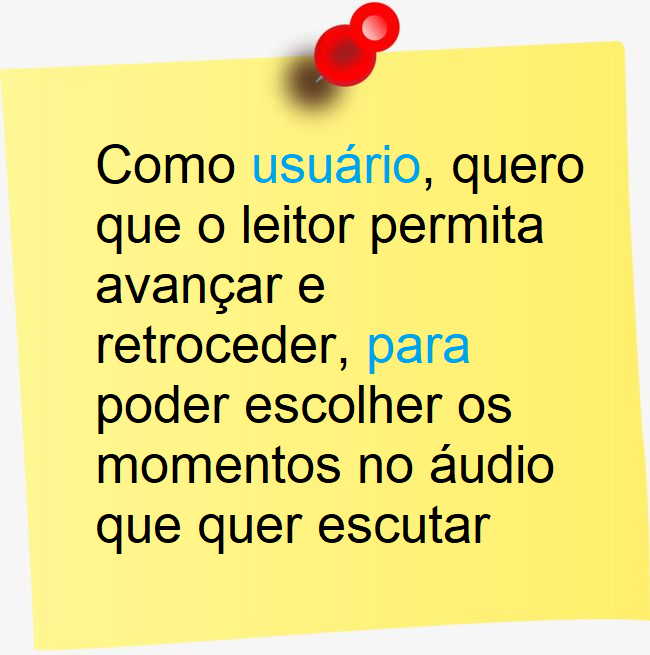 Como usuário, quero
que o leitor permita
avançar e
retroceder, para
poder escolher os
momentos no áudio
que quer escutar